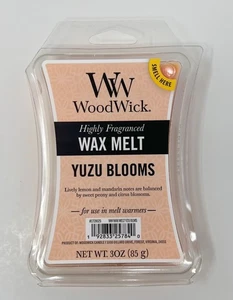 SMELL HERE
WW
WoodWick.
Highly Fragranced
WAX MELT
YUZU BLOOMS
Lively lemon and mandarin notes are balanced
by sweet peony and citrus blossoms.
for use in melt warmers
NET WT. 3OZ (85 g)